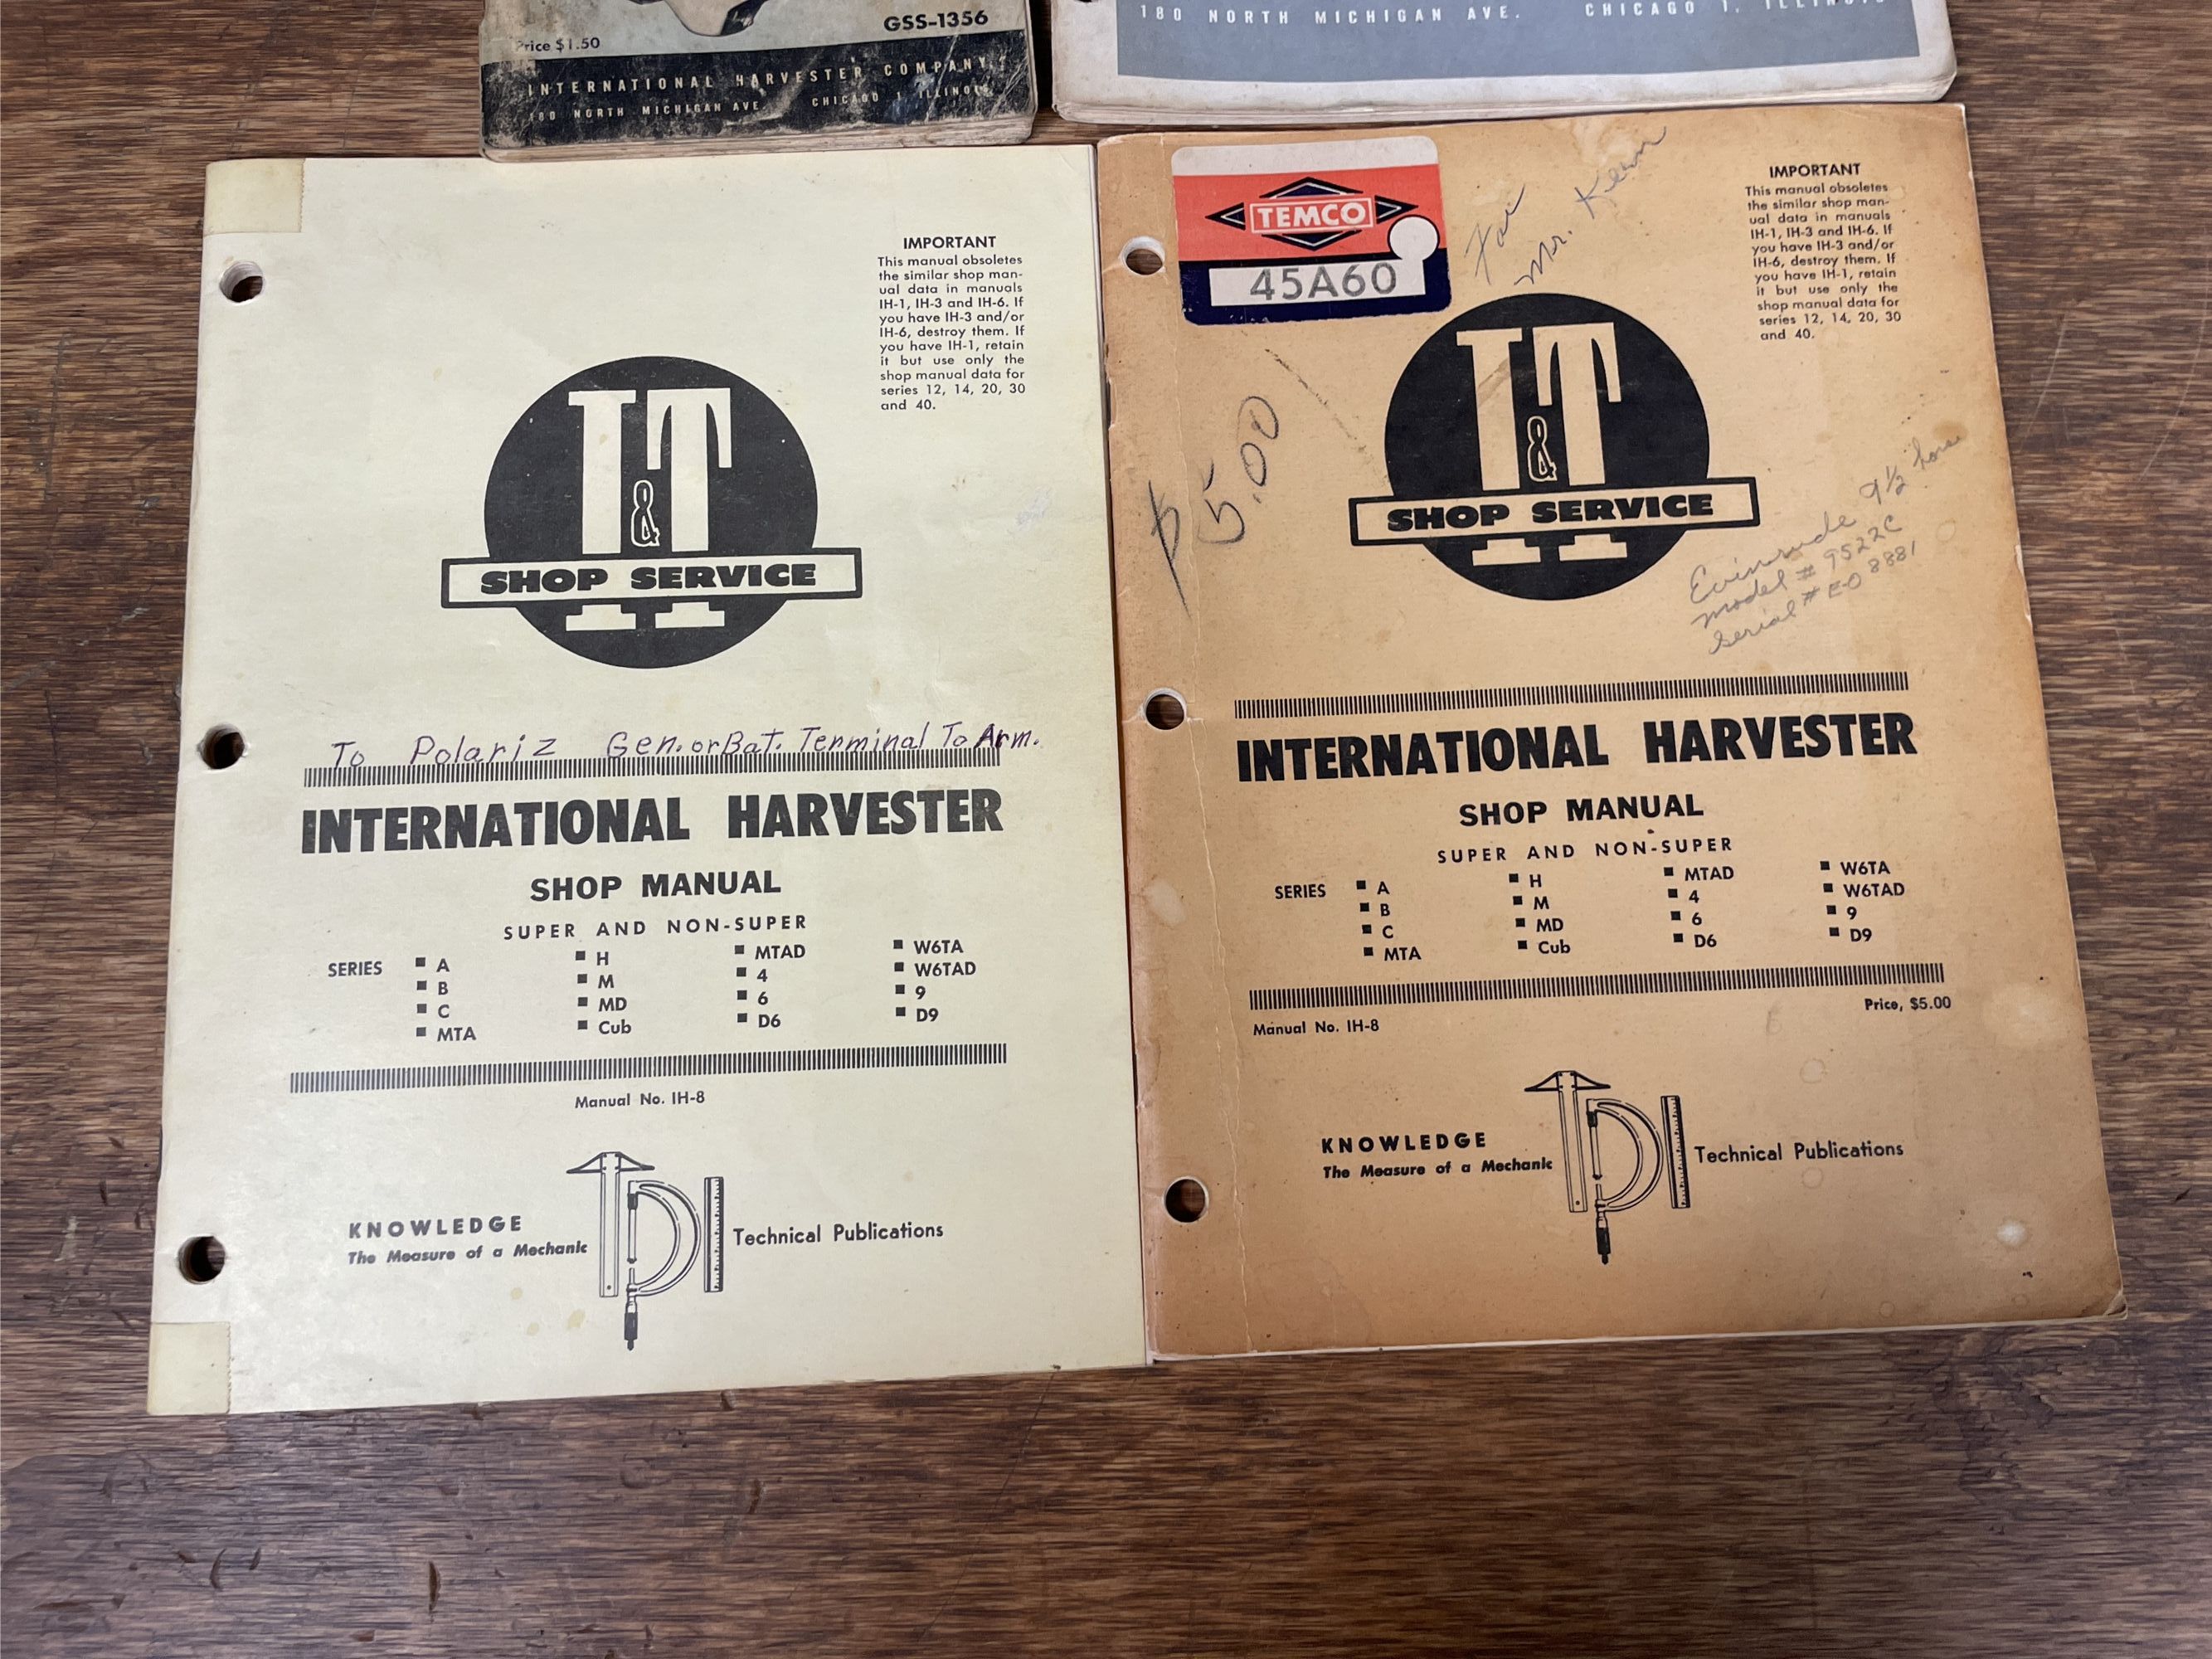 GSS-1356
Price $1.50
INTERNATIONAL HARVESTER COMPANY
180 NORTH MICHIGAN AVE. CHICAGO 1, ILLINOIS
180 NORTH MICHIGAN AVE. CHICAGO 1, ILLINOIS
IMPORTANT
This manual obsoletes
the similar shop man-
ual data in manuals
IH-1, IH-3 and IH-6. If
you have IH-3 and/or
IH-6, destroy them. If
you have IH-1, retain
it but use only the
shop manual data for
series 12, 14, 20, 30
and 40.
I&T
SHOP SERVICE
To Polariz Gen. or Bat. Terminal To Arm.
INTERNATIONAL HARVESTER
SHOP MANUAL
SUPER AND NON-SUPER
SERIES
A
B
C
MTA
H
M
MD
Cub
MTAD
4
6
D6
W6TA
W6TAD
9
D9
Manual No. IH-8
KNOWLEDGE
The Measure of a Mechanic
Technical Publications
TEMCO
45A60
For
Mr. Kern
IMPORTANT
This manual obsoletes
the similar shop man-
ual data in manuals
IH-1, IH-3 and IH-6. If
you have IH-3 and/or
IH-6, destroy them. If
you have IH-1, retain
it but use only the
shop manual data for
series 12, 14, 20, 30
and 40.
$5.00
I&T
SHOP SERVICE
Evinrude 9½ horse
Model # 9522C
Serial # E-O 8881
INTERNATIONAL HARVESTER
SHOP MANUAL
SUPER AND NON-SUPER
SERIES
A
B
C
MTA
H
M
MD
Cub
MTAD
4
6
D6
W6TA
W6TAD
9
D9
Price, $5.00
Manual No. IH-8
KNOWLEDGE
The Measure of a Mechanic
Technical Publications